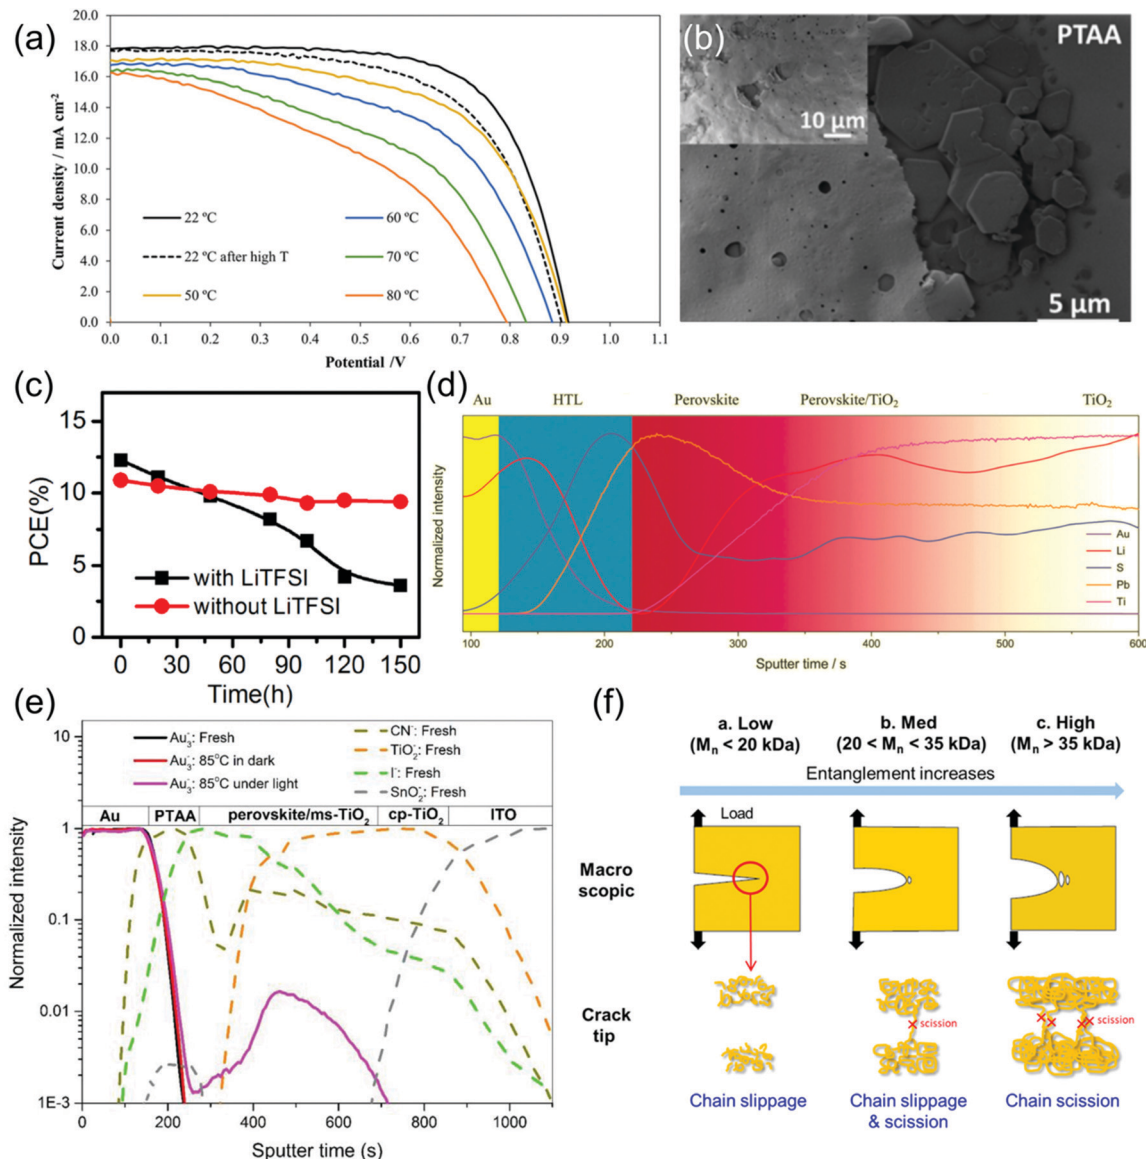 (a)
20.0
18.0
16.0
14.0
12.0
10.0
8.0
6.0
4.0
2.0
0.0
Current density / mA cm-2
22 ºC
60 ºC
22 ºC after high T
70 ºC
50 ºC
80 ºC
0.0 0.1 0.2 0.3 0.4 0.5 0.6 0.7 0.8 0.9 1.0 1.1
Potential /V
(b)
PTAA
10 µm
5 µm
(c)
15
10
5
0
PCE(%)
with LiTFSI
without LiTFSI
0 30 60 90 120 150
Time(h)
(d)
Au HTL Perovskite Perovskite/TiO2 TiO2
Normalized intensity
Au
Li
S
Pb
Ti
100 200 300 400 500 600
Sputter time / s
(e)
10
1
0.1
0.01
1E-3
Normalized intensity
Au3-: Fresh
Au3-: 85°C in dark
Au3-: 85°C under light
CN-: Fresh
TiO2-: Fresh
I-: Fresh
SnO2-: Fresh
Au PTAA perovskite/ms-TiO2 cp-TiO2 ITO
0 200 400 600 800 1000
Sputter time (s)
(f)
a. Low b. Med c. High
(Mn < 20 kDa) (20 < Mn < 35 kDa) (Mn > 35 kDa)
Entanglement increases
Load
Macro
scopic
Crack
tip
scission
scission
Chain slippage
Chain slippage
& scission
Chain scission